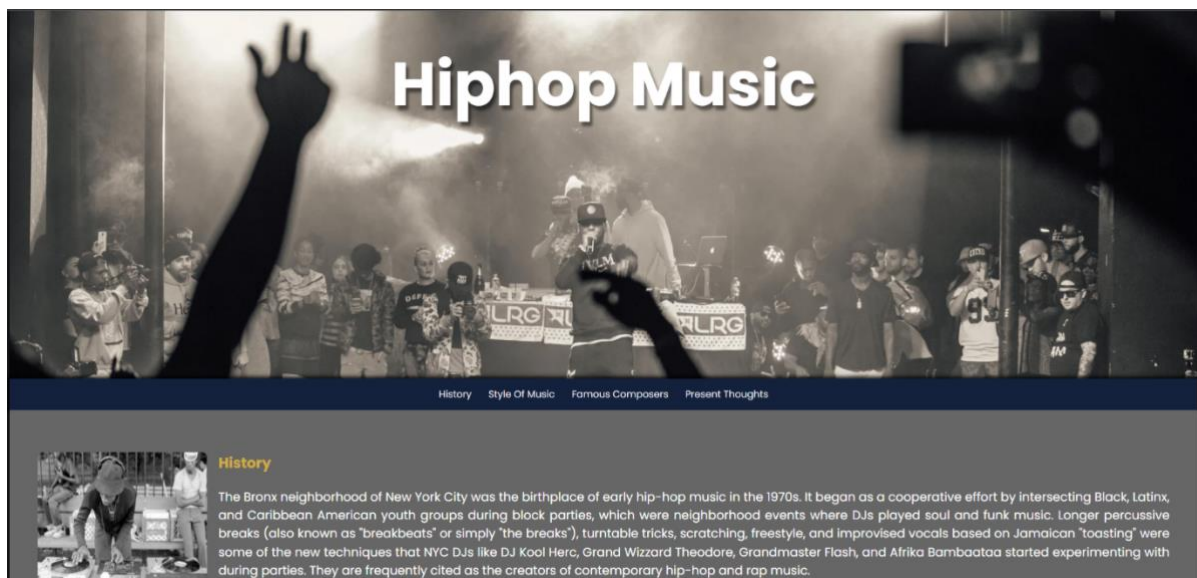 Hiphop Music
LRG
LRG
95
History Style Of Music Famous Composers Present Thoughts
History
The Bronx neighborhood of New York City was the birthplace of early hip-hop music in the 1970s. It began as a cooperative effort by intersecting Black, Latinx,
and Caribbean American youth groups during block parties, which were neighborhood events where DJs played soul and funk music. Longer percussive
breaks (also known as "breakbeats" or simply "the breaks"), turntable tricks, scratching, freestyle, and improvised vocals based on Jamaican "toasting" were
some of the new techniques that NYC DJs like DJ Kool Herc, Grand Wizzard Theodore, Grandmaster Flash, and Afrika Bambaataa started experimenting with
during parties. They are frequently cited as the creators of contemporary hip-hop and rap music.